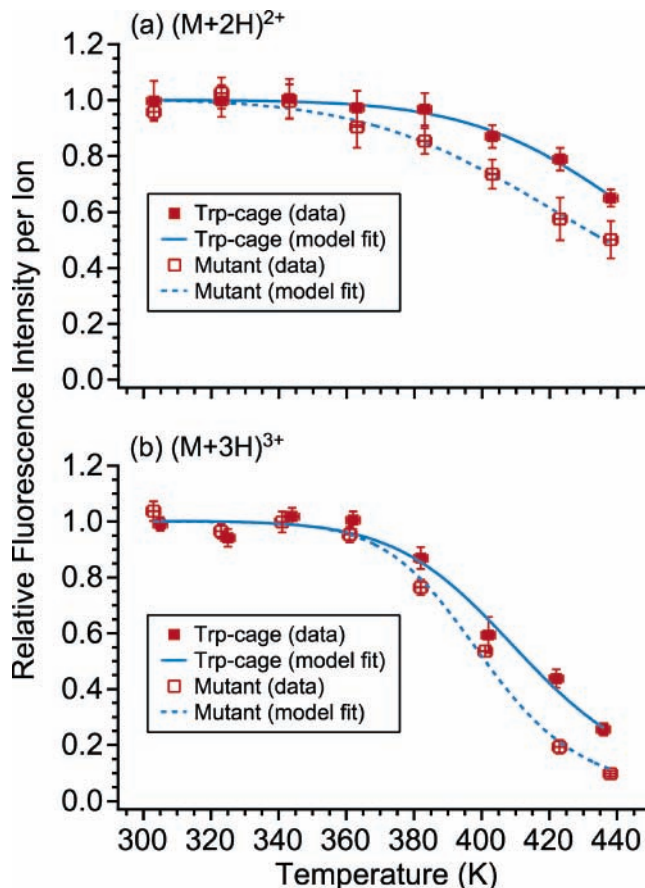 (a) (M+2H)2+
1.2
1.0
0.8
0.6
0.4
0.2
0.0
Trp-cage (data)
Trp-cage (model fit)
Mutant (data)
Mutant (model fit)
Relative Fluorescence Intensity per Ion
(b) (M+3H)3+
1.2
1.0
0.8
0.6
0.4
0.2
0.0
Trp-cage (data)
Trp-cage (model fit)
Mutant (data)
Mutant (model fit)
300 320 340 360 380 400 420 440
Temperature (K)